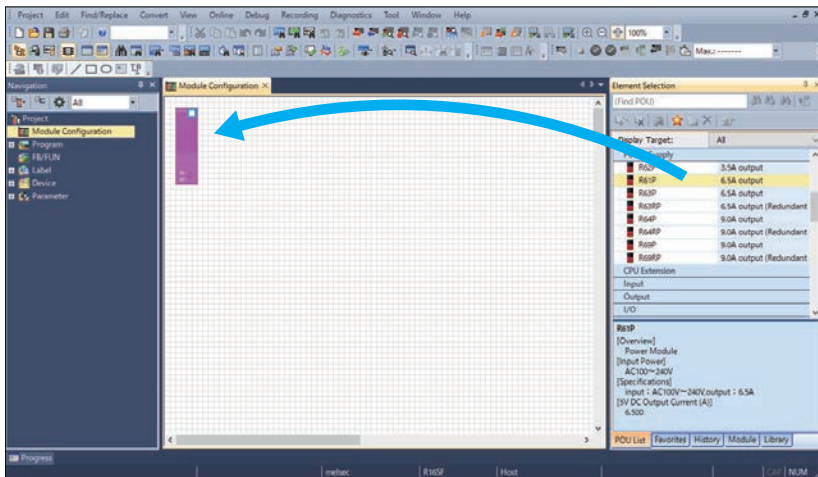 Project Edit Find/Replace Convert View Online Debug Recording Diagnostics Tool Window Help
100%
Max.: --------
Navigation
Module Configuration
Element Selection
All
(Find POU)
Project
Module Configuration
Program
FB/FUN
Label
Device
Parameter
Display Target: All
Supply
R62P 3.5A output
R61P 6.5A output
R63P 6.5A output
R63RP 6.5A output (Redundant
R64P 9.0A output
R64RP 9.0A output (Redundant
R69P 9.0A output
R69RP 9.0A output (Redundant
CPU Extension
Input
Output
I/O
R61P
[Overview]
Power Module
[Input Power]
AC100~240V
[Specifications]
input : AC100V~240V,output : 6.5A
[5V DC Output Current (A)]
6.500
POU List Favorites History Module Library
Progress
melsec R16SF Host CAP NUM